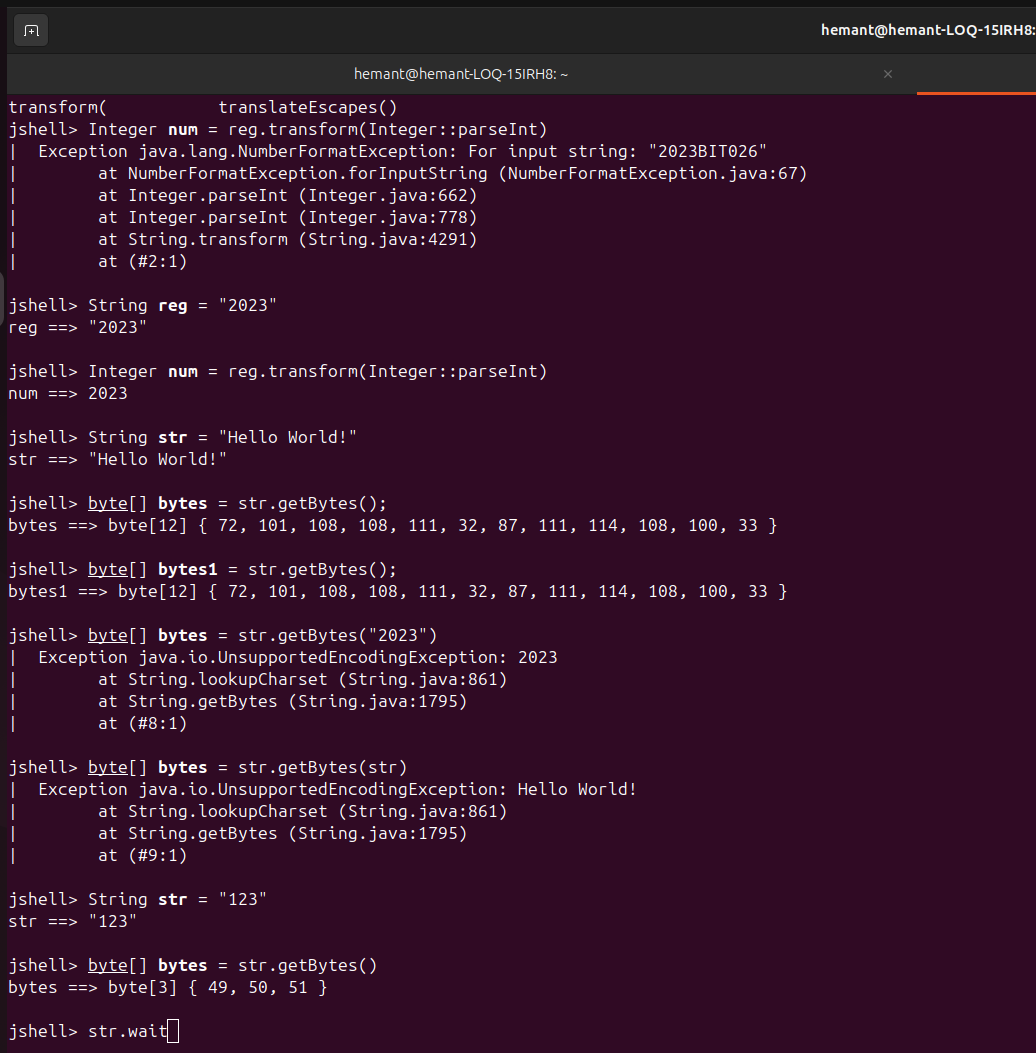 hemant@hemant-LOQ-15IRH8:
hemant@hemant-LOQ-15IRH8: ~ ×
transform(           translateEscapes()
jshell> Integer num = reg.transform(Integer::parseInt)
|  Exception java.lang.NumberFormatException: For input string: "2023BIT026"
|        at NumberFormatException.forInputString (NumberFormatException.java:67)
|        at Integer.parseInt (Integer.java:662)
|        at Integer.parseInt (Integer.java:778)
|        at String.transform (String.java:4291)
|        at (#2:1)
jshell> String reg = "2023"
reg ==> "2023"
jshell> Integer num = reg.transform(Integer::parseInt)
num ==> 2023
jshell> String str = "Hello World!"
str ==> "Hello World!"
jshell> byte[] bytes = str.getBytes();
bytes ==> byte[12] { 72, 101, 108, 108, 111, 32, 87, 111, 114, 108, 100, 33 }
jshell> byte[] bytes1 = str.getBytes();
bytes1 ==> byte[12] { 72, 101, 108, 108, 111, 32, 87, 111, 114, 108, 100, 33 }
jshell> byte[] bytes = str.getBytes("2023")
|  Exception java.io.UnsupportedEncodingException: 2023
|        at String.lookupCharset (String.java:861)
|        at String.getBytes (String.java:1795)
|        at (#8:1)
jshell> byte[] bytes = str.getBytes(str)
|  Exception java.io.UnsupportedEncodingException: Hello World!
|        at String.lookupCharset (String.java:861)
|        at String.getBytes (String.java:1795)
|        at (#9:1)
jshell> String str = "123"
str ==> "123"
jshell> byte[] bytes = str.getBytes()
bytes ==> byte[3] { 49, 50, 51 }
jshell> str.wait